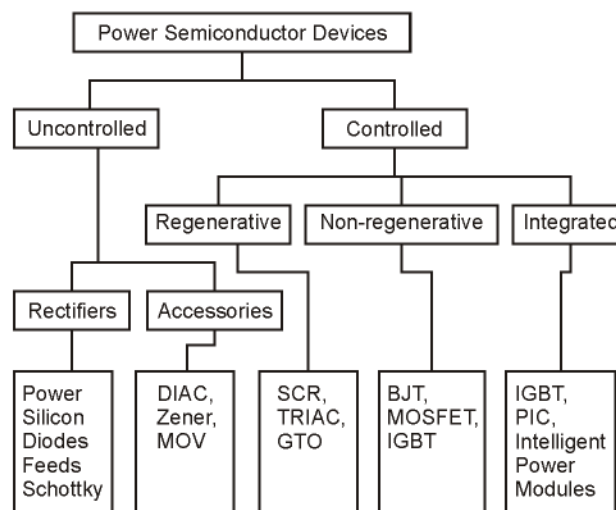 Power Semiconductor Devices
Uncontrolled
Controlled
Regenerative
Non-regenerative
Integrated
Rectifiers
Accessories
Power
Silicon
Diodes
Feeds
Schottky
DIAC,
Zener,
MOV
SCR,
TRIAC,
GTO
BJT,
MOSFET,
IGBT
IGBT,
PIC,
Intelligent
Power
Modules